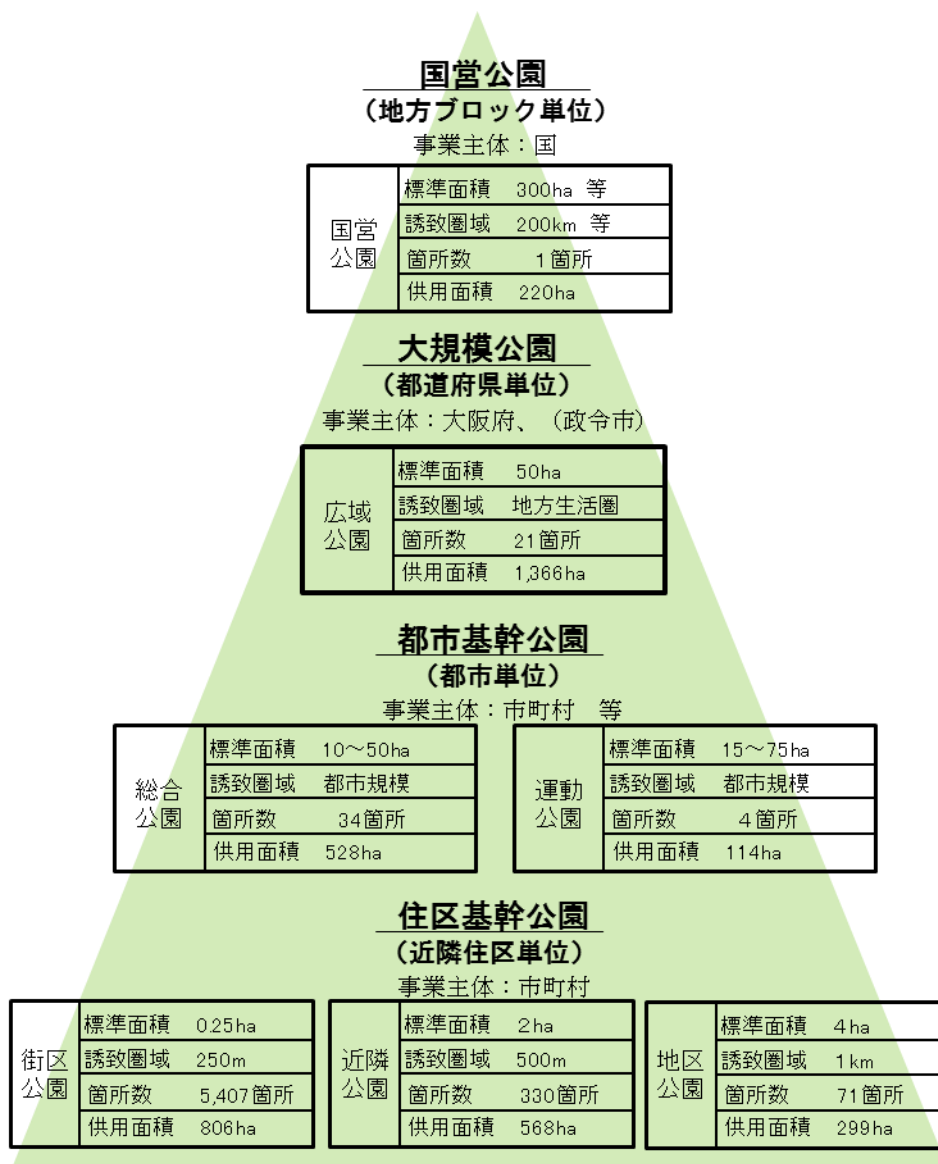 国営公園
（地方ブロック単位）
事業主体：国
国営
公園
標準面積 300ha 等
誘致圏域 200km 等
箇所数 1箇所
供用面積 220ha
大規模公園
（都道府県単位）
事業主体：大阪府、（政令市）
広域
公園
標準面積 50ha
誘致圏域 地方生活圏
箇所数 21箇所
供用面積 1,366ha
都市基幹公園
（都市単位）
事業主体：市町村 等
総合
公園
標準面積 10～50ha
誘致圏域 都市規模
箇所数 34箇所
供用面積 528ha
運動
公園
標準面積 15～75ha
誘致圏域 都市規模
箇所数 4箇所
供用面積 114ha
住区基幹公園
（近隣住区単位）
事業主体：市町村
街区
公園
標準面積 0.25ha
誘致圏域 250m
箇所数 5,407箇所
供用面積 806ha
近隣
公園
標準面積 2ha
誘致圏域 500m
箇所数 330箇所
供用面積 568ha
地区
公園
標準面積 4ha
誘致圏域 1km
箇所数 71箇所
供用面積 299ha